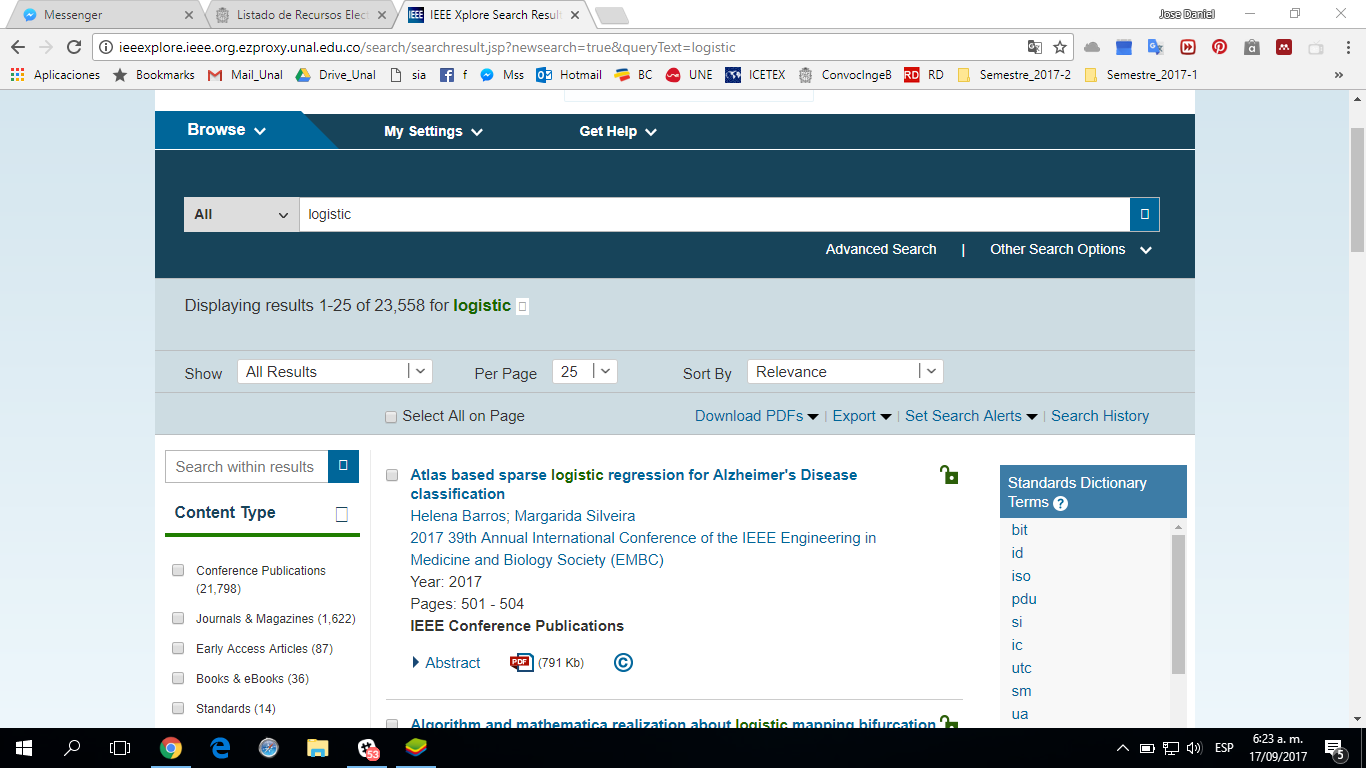 Messenger
Listado de Recursos Elect
IEEE
IEEE Xplore Search Result
Jose Daniel
ieeexplore.ieee.org.ezproxy.unal.edu.co/search/searchresult.jsp?newsearch=true&queryText=logistic
Aplicaciones Bookmarks Mail_Unal Drive_Unal sia f Mss Hotmail BC UNE ICETEX ConvocIngeB RD RD Semestre_2017-2 Semestre_2017-1 »
Browse My Settings Get Help
All logistic
Advanced Search | Other Search Options
Displaying results 1-25 of 23,558 for logistic
Show All Results Per Page 25 Sort By Relevance
Select All on Page Download PDFs | Export | Set Search Alerts | Search History
Search within results
Content Type
Conference Publications
(21,798)
Journals & Magazines (1,622)
Early Access Articles (87)
Books & eBooks (36)
Standards (14)
Atlas based sparse logistic regression for Alzheimer's Disease
classification
Helena Barros; Margarida Silveira
2017 39th Annual International Conference of the IEEE Engineering in
Medicine and Biology Society (EMBC)
Year: 2017
Pages: 501 - 504
IEEE Conference Publications
Abstract PDF (791 Kb) ©
Algorithm and mathematica realization about logistic mapping bifurcation
Standards Dictionary
Terms ?
bit
id
iso
pdu
si
ic
utc
sm
ua
53
ESP
6:23 a. m.
17/09/2017
5